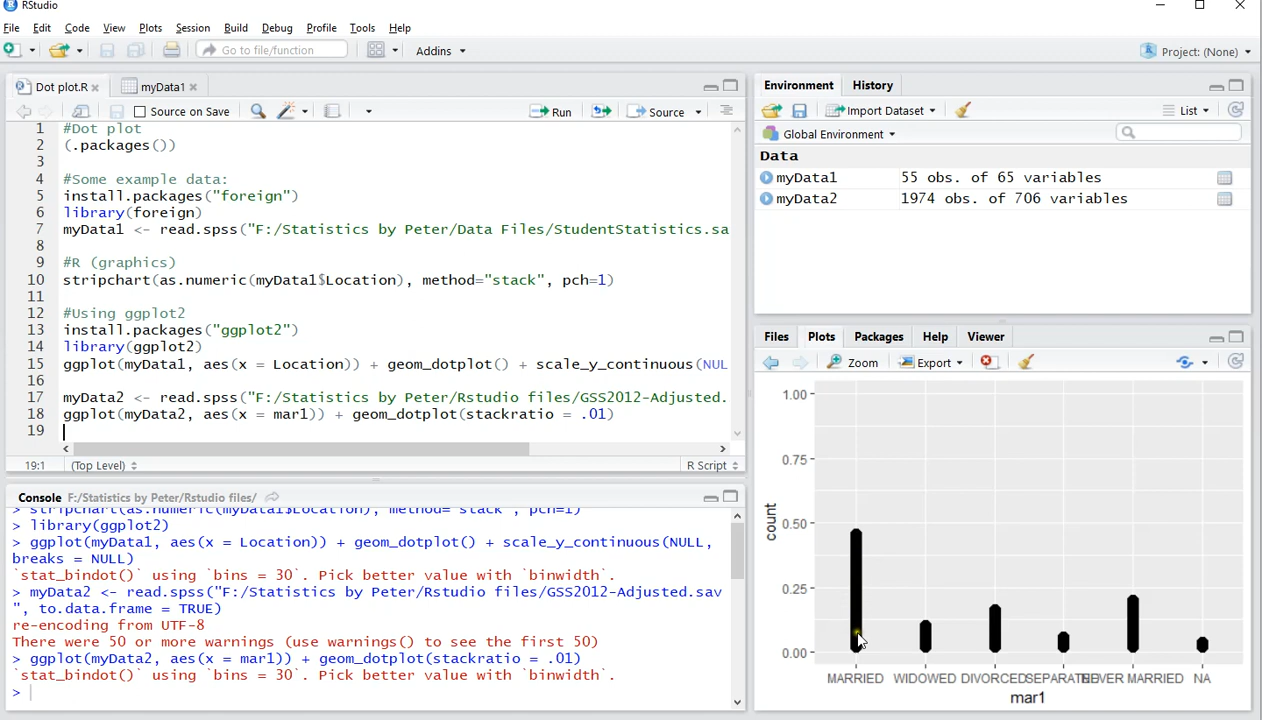 RStudio
File Edit Code View Plots Session Build Debug Profile Tools Help
Go to file/function Addins Project: (None)
Dot plot.R myData1
Source on Save Run Source
1 #Dot plot
2 (.packages())
3
4 #Some example data:
5 install.packages("foreign")
6 library(foreign)
7 myData1 <- read.spss("F:/Statistics by Peter/Data Files/StudentStatistics.sa
8
9 #R (graphics)
10 stripchart(as.numeric(myData1$Location), method="stack", pch=1)
11
12 #Using ggplot2
13 install.packages("ggplot2")
14 library(ggplot2)
15 ggplot(myData1, aes(x = Location)) + geom_dotplot() + scale_y_continuous(NUL
16
17 myData2 <- read.spss("F:/Statistics by Peter/Rstudio files/GSS2012-Adjusted.
18 ggplot(myData2, aes(x = mar1)) + geom_dotplot(stackratio = .01)
19
19:1 (Top Level) R Script
Console F:/Statistics by Peter/Rstudio files/
> stripchart(as.numeric(myData1$Location), method="stack", pch=1)
> library(ggplot2)
> ggplot(myData1, aes(x = Location)) + geom_dotplot() + scale_y_continuous(NULL,
breaks = NULL)
`stat_bindot()` using `bins = 30`. Pick better value with `binwidth`.
> myData2 <- read.spss("F:/Statistics by Peter/Rstudio files/GSS2012-Adjusted.sav
", to.data.frame = TRUE)
re-encoding from UTF-8
There were 50 or more warnings (use warnings() to see the first 50)
> ggplot(myData2, aes(x = mar1)) + geom_dotplot(stackratio = .01)
`stat_bindot()` using `bins = 30`. Pick better value with `binwidth`.
>
Environment History
Import Dataset List
Global Environment
Data
myData1 55 obs. of 65 variables
myData2 1974 obs. of 706 variables
Files Plots Packages Help Viewer
Zoom Export
1.00
0.75
0.50
0.25
0.00
count
MARRIED WIDOWED DIVORCED SEPARATED NEVER MARRIED NA
mar1